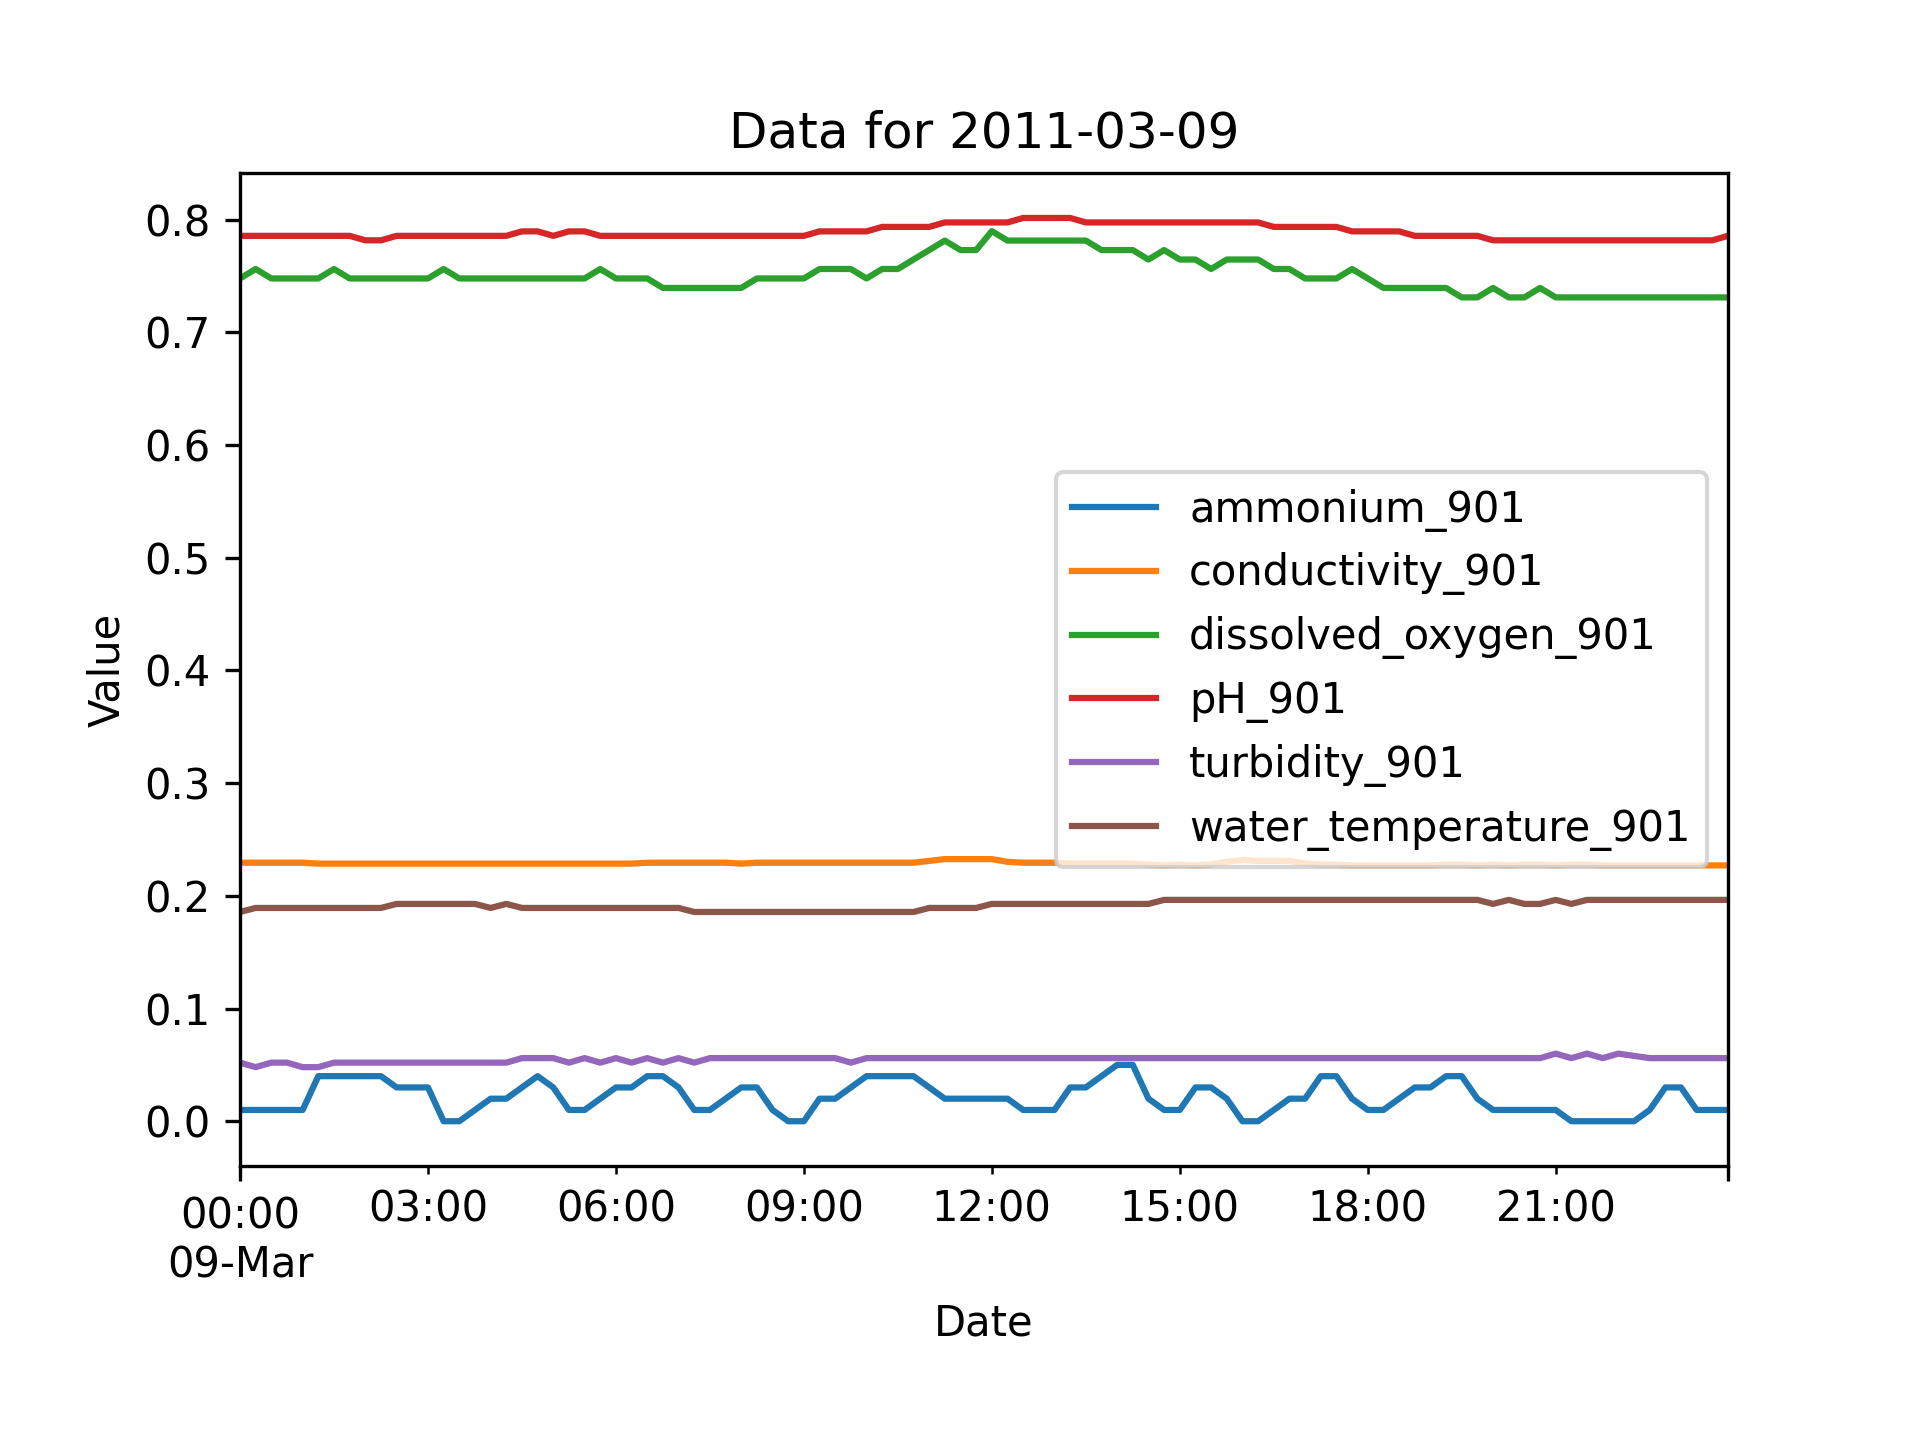 Data for 2011-03-09
0.8
0.7
0.6
0.5
0.4
0.3
0.2
0.1
0.0
Value
ammonium_901
conductivity_901
dissolved_oxygen_901
pH_901
turbidity_901
water_temperature_901
00:00 03:00 06:00 09:00 12:00 15:00 18:00 21:00
09-Mar
Date